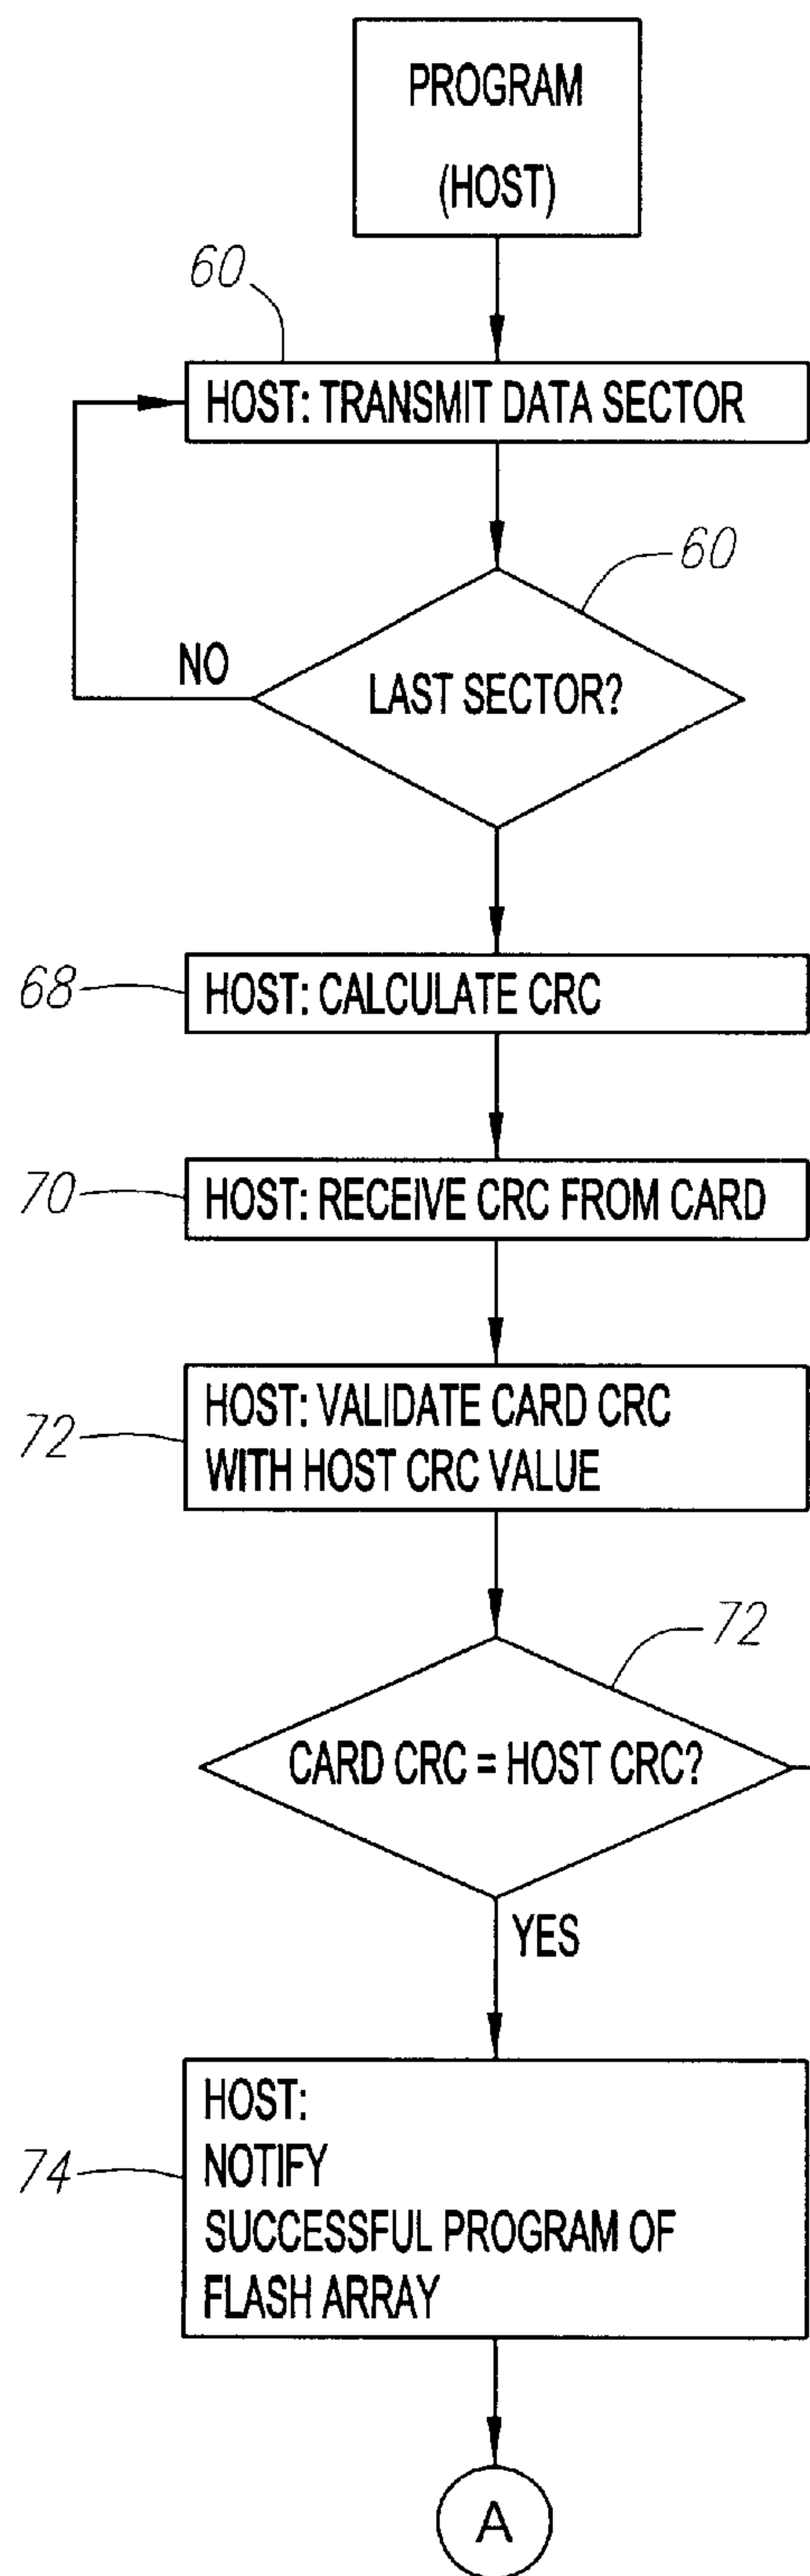 PROGRAM
(HOST)
60
HOST: TRANSMIT DATA SECTOR
60
NO
LAST SECTOR?
68
HOST: CALCULATE CRC
70
HOST: RECEIVE CRC FROM CARD
72
HOST: VALIDATE CARD CRC
WITH HOST CRC VALUE
72
CARD CRC = HOST CRC?
YES
74
HOST:
NOTIFY
SUCCESSFUL PROGRAM OF
FLASH ARRAY
A